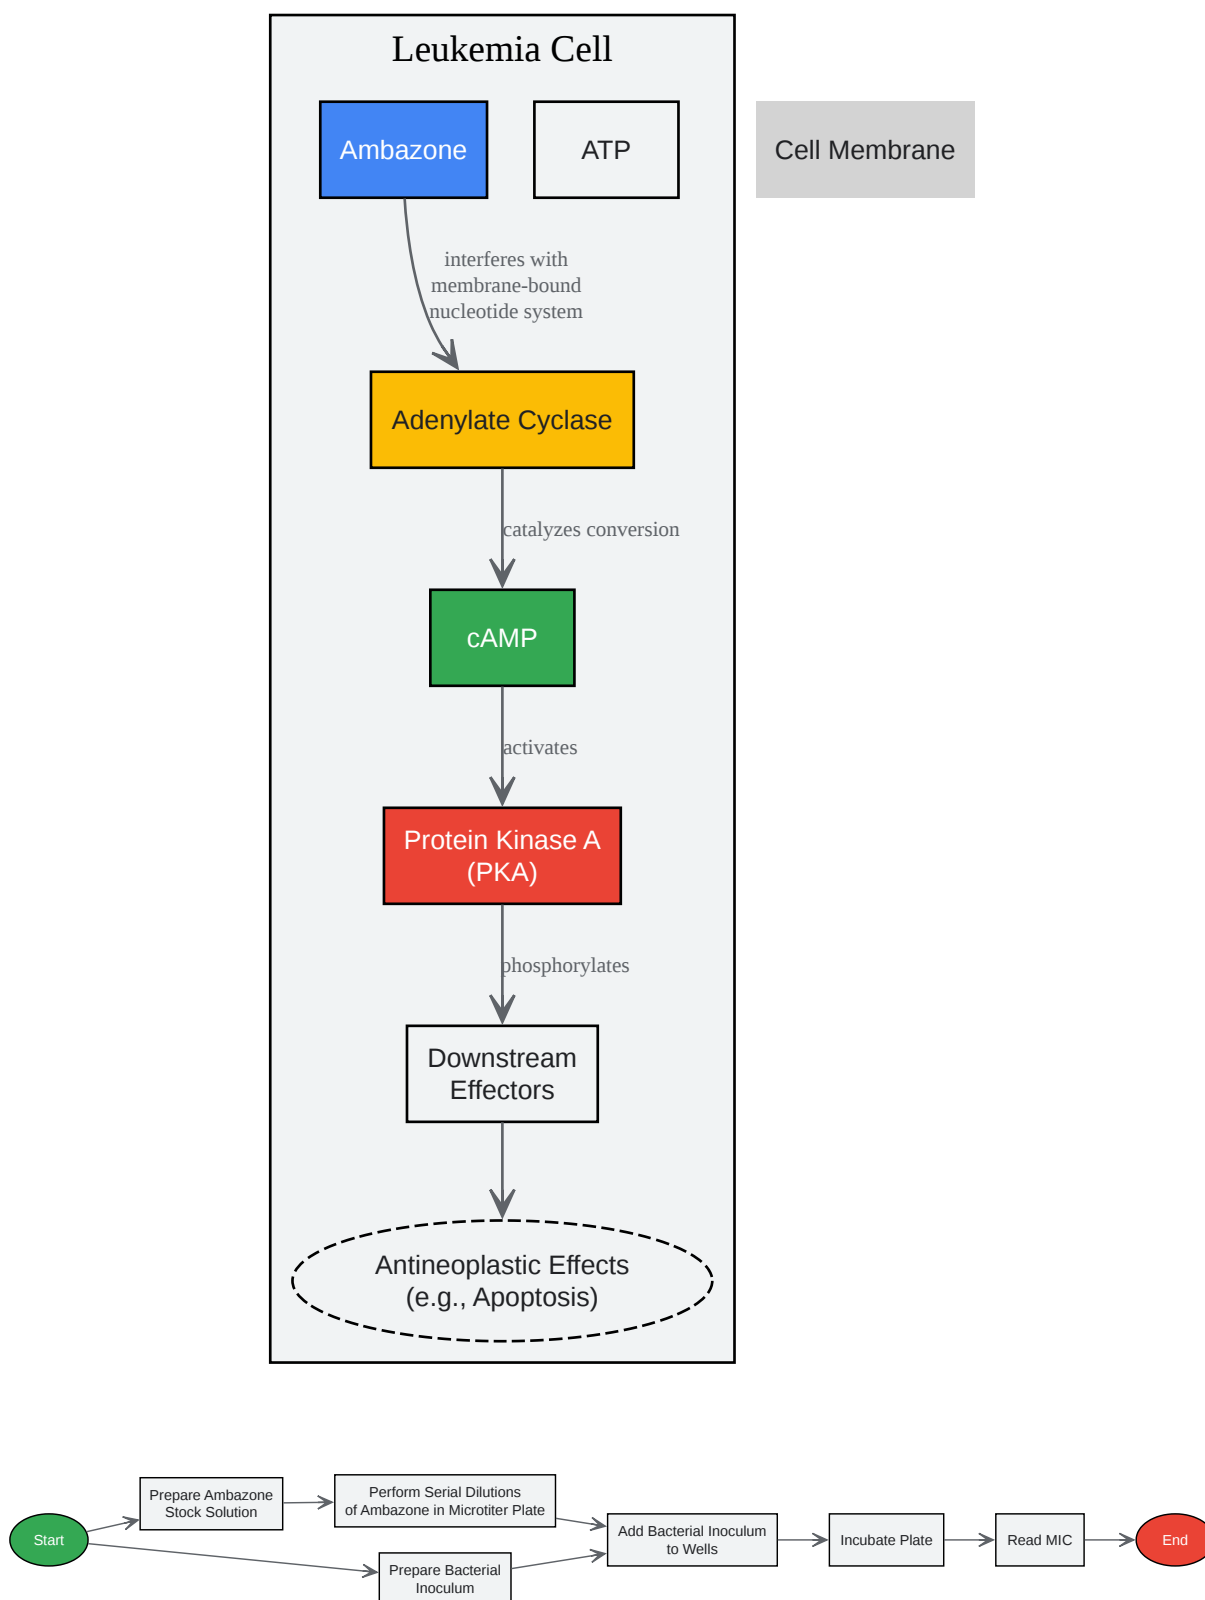 Leukemia Cell
Ambazone
ATP
Cell Membrane
interferes with
membrane-bound
nucleotide system
Adenylate Cyclase
catalyzes conversion
cAMP
activates
Protein Kinase A
(PKA)
phosphorylates
Downstream
Effectors
Antineoplastic Effects
(e.g., Apoptosis)
Start
Prepare Ambazone
Stock Solution
Perform Serial Dilutions
of Ambazone in Microtiter Plate
Prepare Bacterial
Inoculum
Add Bacterial Inoculum
to Wells
Incubate Plate
Read MIC
End